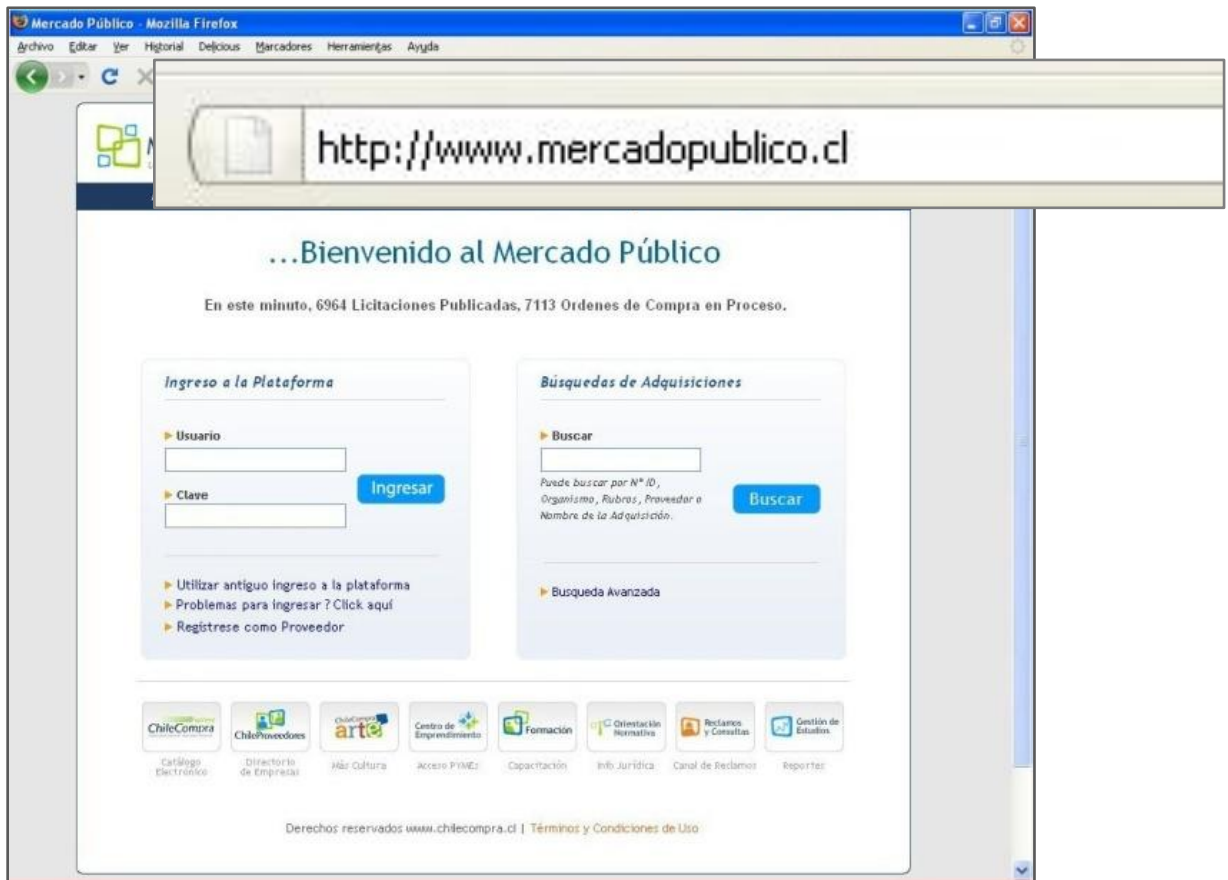 Mercado Público - Mozilla Firefox
Archivo Editar Ver Historial Delicious Marcadores Herramientas Ayuda
http://www.mercadopublico.cl
...Bienvenido al Mercado Público
En este minuto, 6964 Licitaciones Publicadas, 7113 Ordenes de Compra en Proceso.
Ingreso a la Plataforma
Usuario
Clave
Ingresar
Utilizar antiguo ingreso a la plataforma
Problemas para ingresar ? Click aquí
Regístrese como Proveedor
Búsquedas de Adquisiciones
Buscar
Puede buscar por Nº ID,
Organismo, Rubros, Proveedor o
Nombre de la Adquisición.
Buscar
Busqueda Avanzada
ChileCompra
Catálogo
Electrónico
ChileProveedores
Directorio
de Empresas
ChileCompra
arte
Más Cultura
Centro de
Emprendimiento
Acceso PYMEs
Formación
Capacitación
Orientación
Normativa
Info Jurídica
Reclamos
y Consultas
Canal de Reclamos
Gestión de
Estudios
Reportes
Derechos reservados www.chilecompra.cl | Términos y Condiciones de Uso